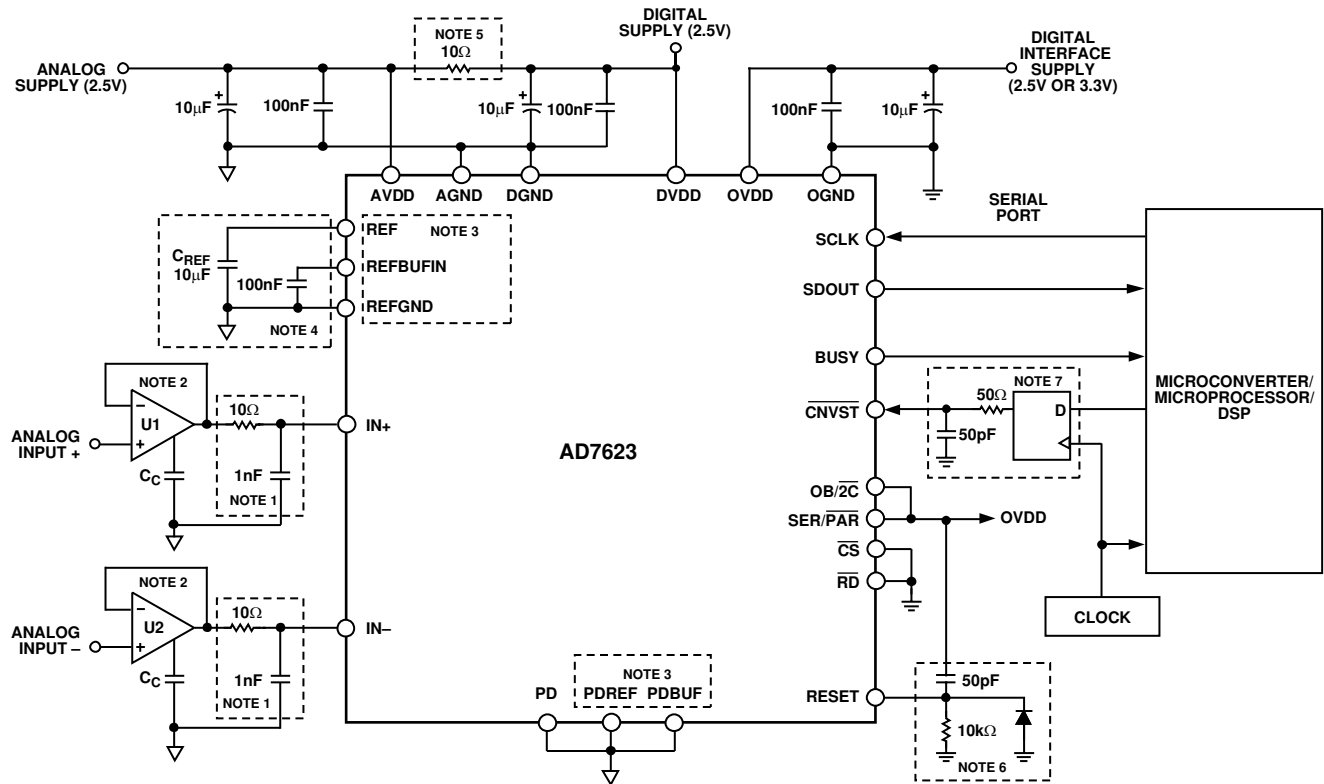 ANALOG
SUPPLY (2.5V)
NOTE 5
10Ω
DIGITAL
SUPPLY (2.5V)
DIGITAL
INTERFACE
SUPPLY
(2.5V OR 3.3V)
10μF
+
100nF
10μF
+
100nF
100nF
10μF
+
AVDD
AGND
DGND
DVDD
OVDD
OGND
NOTE 3
REF
REFBUFIN
REFGND
CREF
10μF
100nF
NOTE 4
SERIAL
PORT
SCLK
SDOUT
BUSY
CNVST
NOTE 7
50Ω
50pF
D
MICROCONVERTER/
MICROPROCESSOR/
DSP
NOTE 2
−
U1
+
ANALOG
INPUT +
CC
10Ω
1nF
NOTE 1
IN+
AD7623
OB/2C
SER/PAR
OVDD
CS
RD
CLOCK
NOTE 2
−
U2
+
ANALOG
INPUT −
CC
10Ω
1nF
NOTE 1
IN−
PD
NOTE 3
PDREF PDBUF
RESET
50pF
10kΩ
NOTE 6